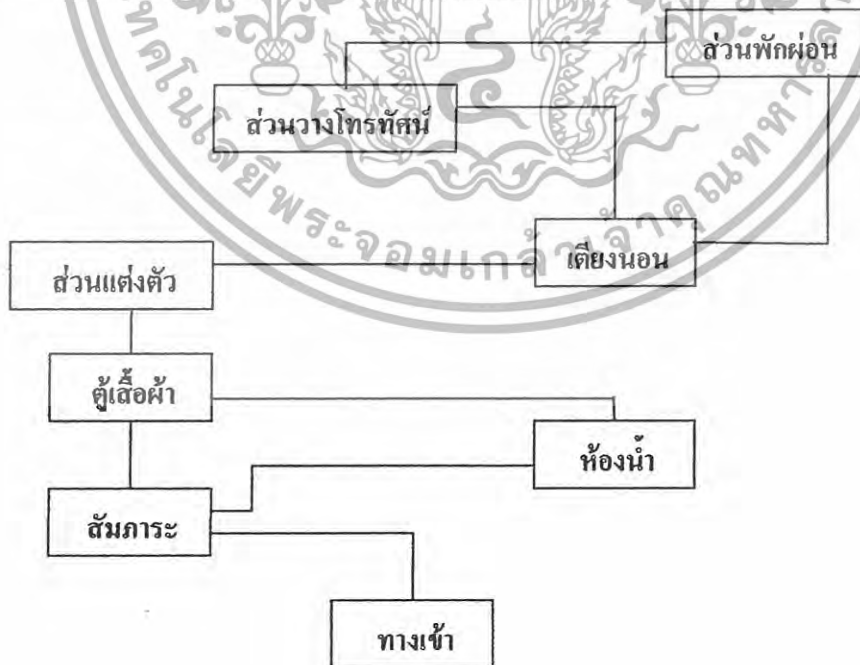 ส่วนพักผ่อน
ส่วนวางโทรทัศน์
เตียงนอน
ส่วนแต่งตัว
ตู้เสื้อผ้า
ห้องน้ำ
สัมภาระ
ทางเข้า